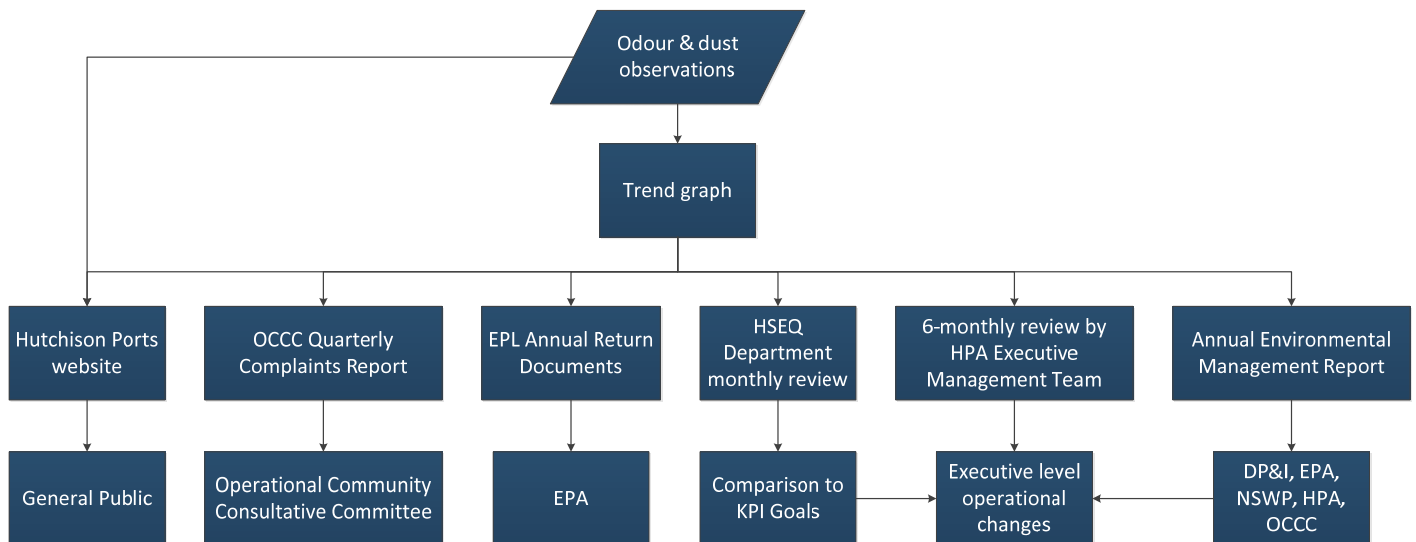 Odour & dust
observations
Trend graph
Hutchison Ports
website
OCCC Quarterly
Complaints Report
EPL Annual Return
Documents
HSEQ
Department
monthly review
6-monthly review by
HPA Executive
Management Team
Annual Environmental
Management Report
General Public
Operational Community
Consultative Committee
EPA
Comparison to
KPI Goals
Executive level
operational
changes
DP&I, EPA,
NSWP, HPA,
OCCC